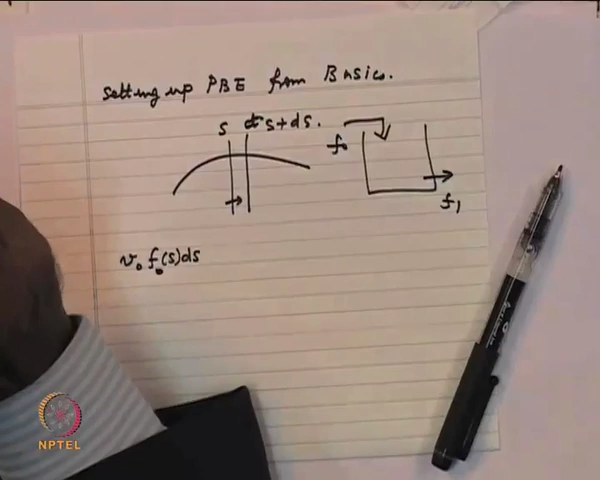 Setting up PBE from Basics.
s s+ds.
f₀
f₁
v₀ f₀(s)ds
NPTEL